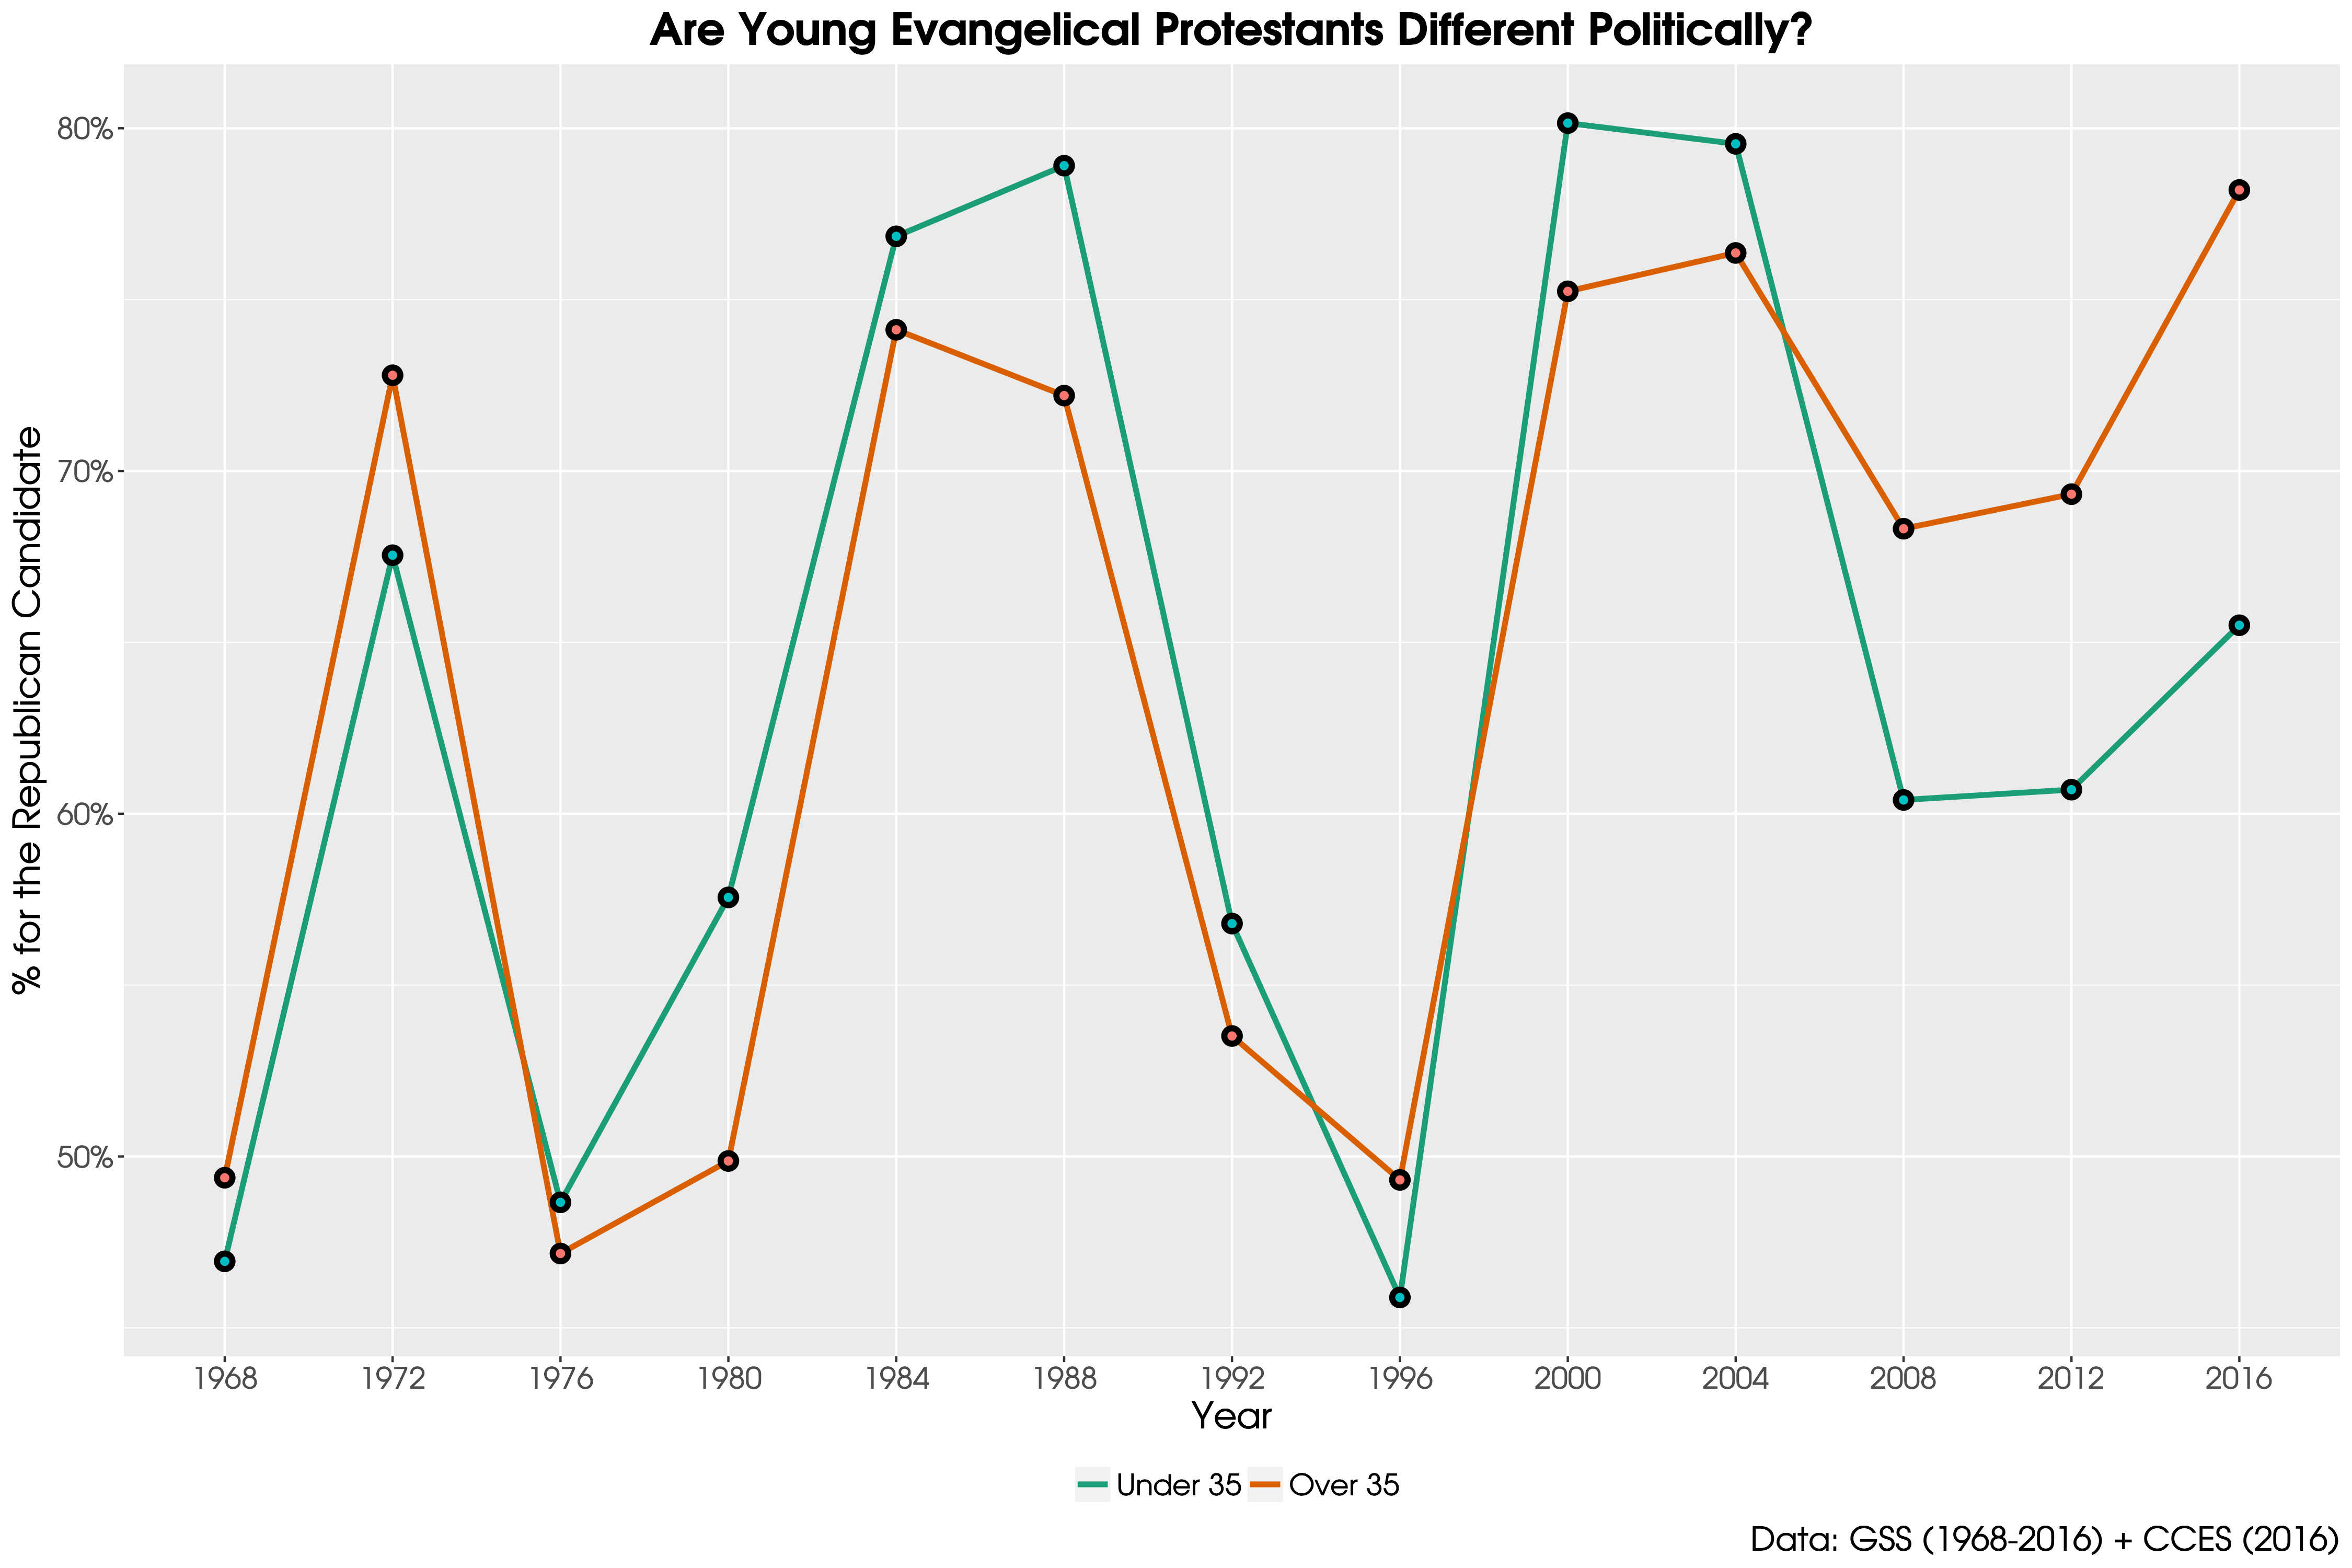 Are Young Evangelical Protestants Different Politically?
% for the Republican Candidate
80%
70%
60%
50%
1968 1972 1976 1980 1984 1988 1992 1996 2000 2004 2008 2012 2016
Year
Under 35 Over 35
Data: GSS (1968-2016) + CCES (2016)